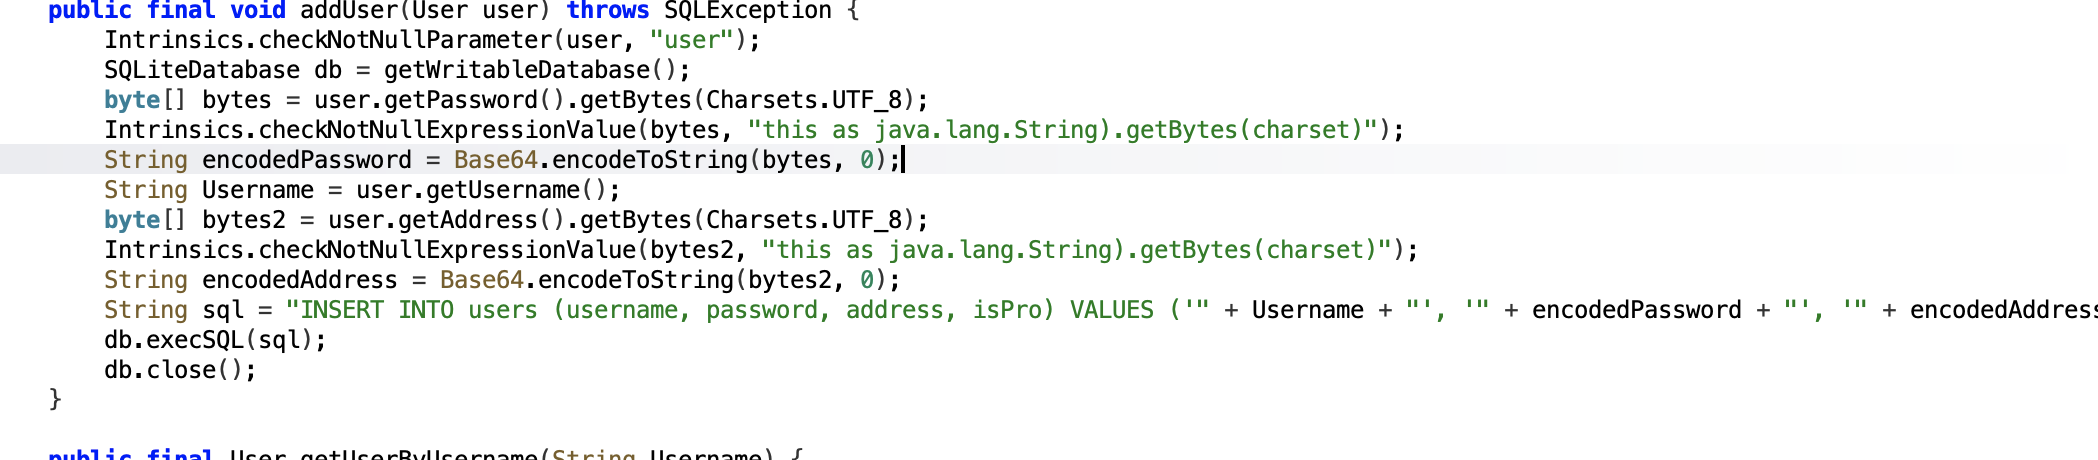 public final void addUser(User user) throws SQLException {
Intrinsics.checkNotNullParameter(user, "user");
SQLiteDatabase db = getWritableDatabase();
byte[] bytes = user.getPassword().getBytes(Charsets.UTF_8);
Intrinsics.checkNotNullExpressionValue(bytes, "this as java.lang.String).getBytes(charset)");
String encodedPassword = Base64.encodeToString(bytes, 0);
String Username = user.getUsername();
byte[] bytes2 = user.getAddress().getBytes(Charsets.UTF_8);
Intrinsics.checkNotNullExpressionValue(bytes2, "this as java.lang.String).getBytes(charset)");
String encodedAddress = Base64.encodeToString(bytes2, 0);
String sql = "INSERT INTO users (username, password, address, isPro) VALUES ('" + Username + "', '" + encodedPassword + "', '" + encodedAddress
db.execSQL(sql);
db.close();
}
public final User getUserByUsername(String Username) {